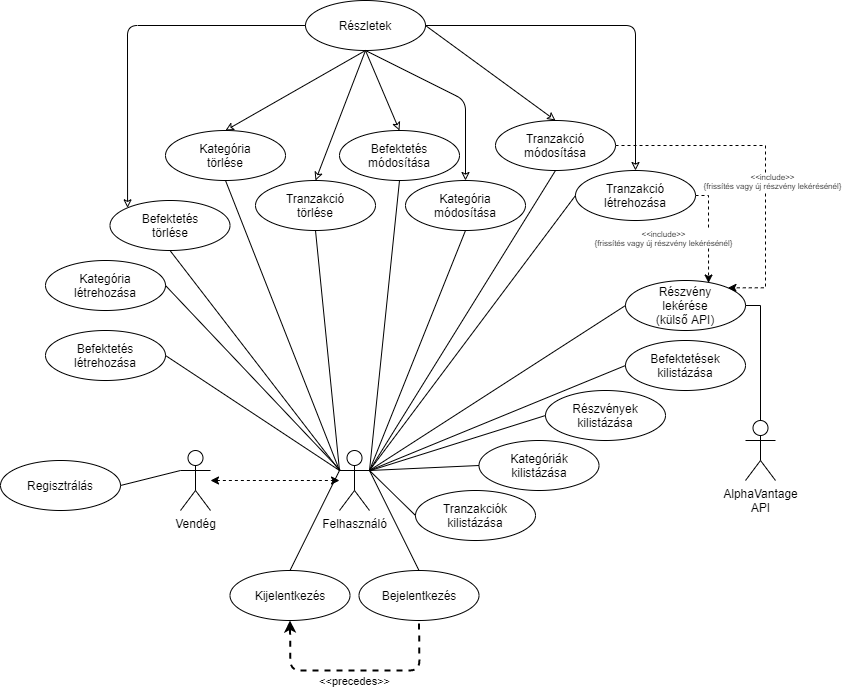 Részletek
Kategória
törlése
Befektetés
módosítása
Tranzakció
módosítása
<<include>>
{frissítés vagy új részvény lekérésénél}
Tranzakció
törlése
Kategória
módosítása
Tranzakció
létrehozása
Befektetés
törlése
<<include>>
{frissítés vagy új részvény lekérésénél}
Kategória
létrehozása
Részvény
lekérése
(külső API)
Befektetés
létrehozása
Befektetések
kilistázása
Részvények
kilistázása
Kategóriák
kilistázása
Regisztrálás
Vendég
Felhasználó
Tranzakciók
kilistázása
AlphaVantage
API
Kijelentkezés
Bejelentkezés
<<precedes>>